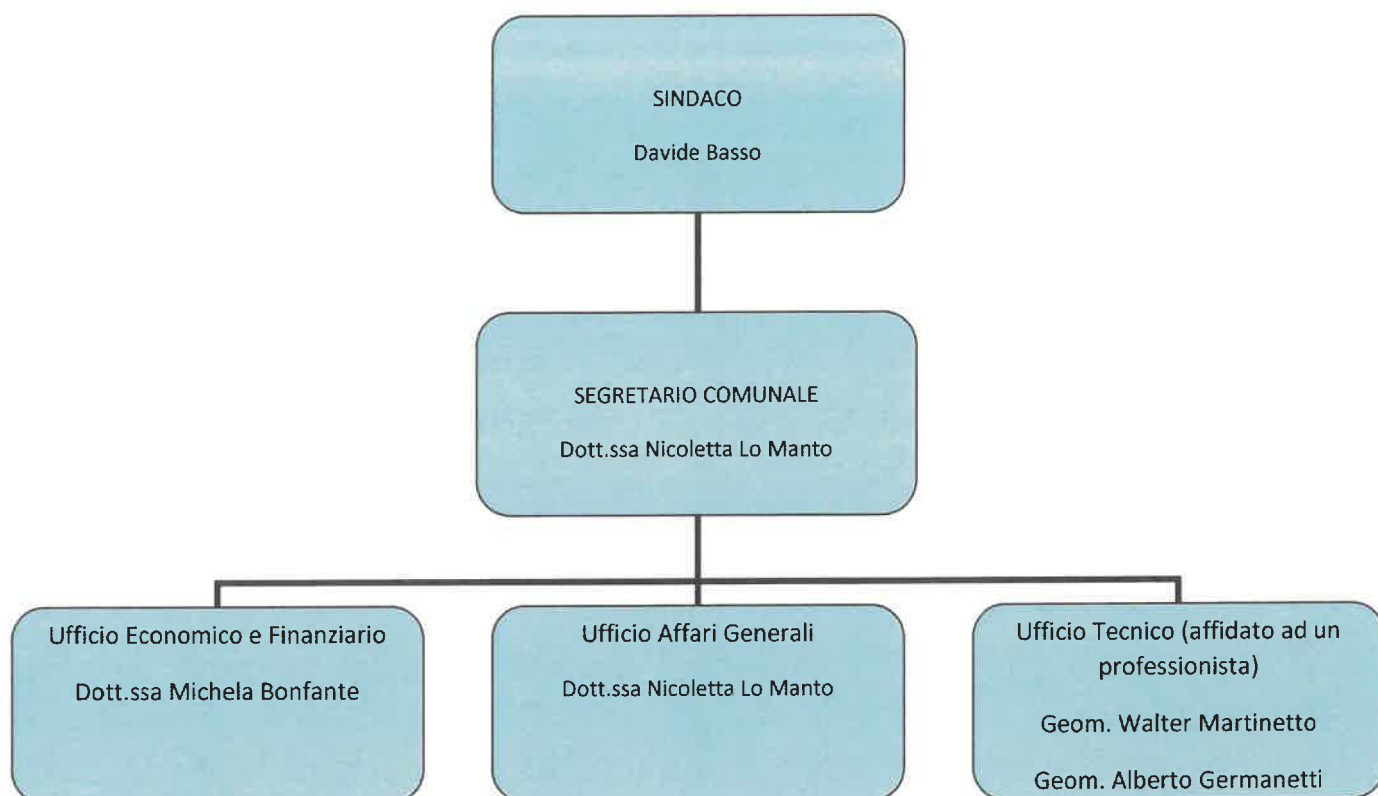 SINDACO
Davide Basso
SEGRETARIO COMUNALE
Dott.ssa Nicoletta Lo Manto
Ufficio Economico e Finanziario
Dott.ssa Michela Bonfante
Ufficio Affari Generali
Dott.ssa Nicoletta Lo Manto
Ufficio Tecnico (affidato ad un
professionista)
Geom. Walter Martinetto
Geom. Alberto Germanetti